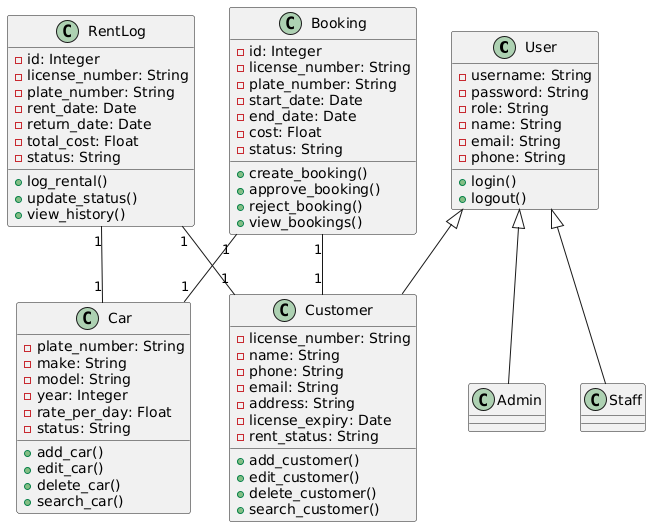 C RentLog
id: Integer
license_number: String
plate_number: String
rent_date: Date
return_date: Date
total_cost: Float
status: String
log_rental()
update_status()
view_history()
C Booking
id: Integer
license_number: String
plate_number: String
start_date: Date
end_date: Date
cost: Float
status: String
create_booking()
approve_booking()
reject_booking()
view_bookings()
C User
username: String
password: String
role: String
name: String
email: String
phone: String
login()
logout()
1 1 1 1
1 1 1 1
C Car
plate_number: String
make: String
model: String
year: Integer
rate_per_day: Float
status: String
add_car()
edit_car()
delete_car()
search_car()
C Customer
license_number: String
name: String
phone: String
email: String
address: String
license_expiry: Date
rent_status: String
add_customer()
edit_customer()
delete_customer()
search_customer()
C Admin
C Staff